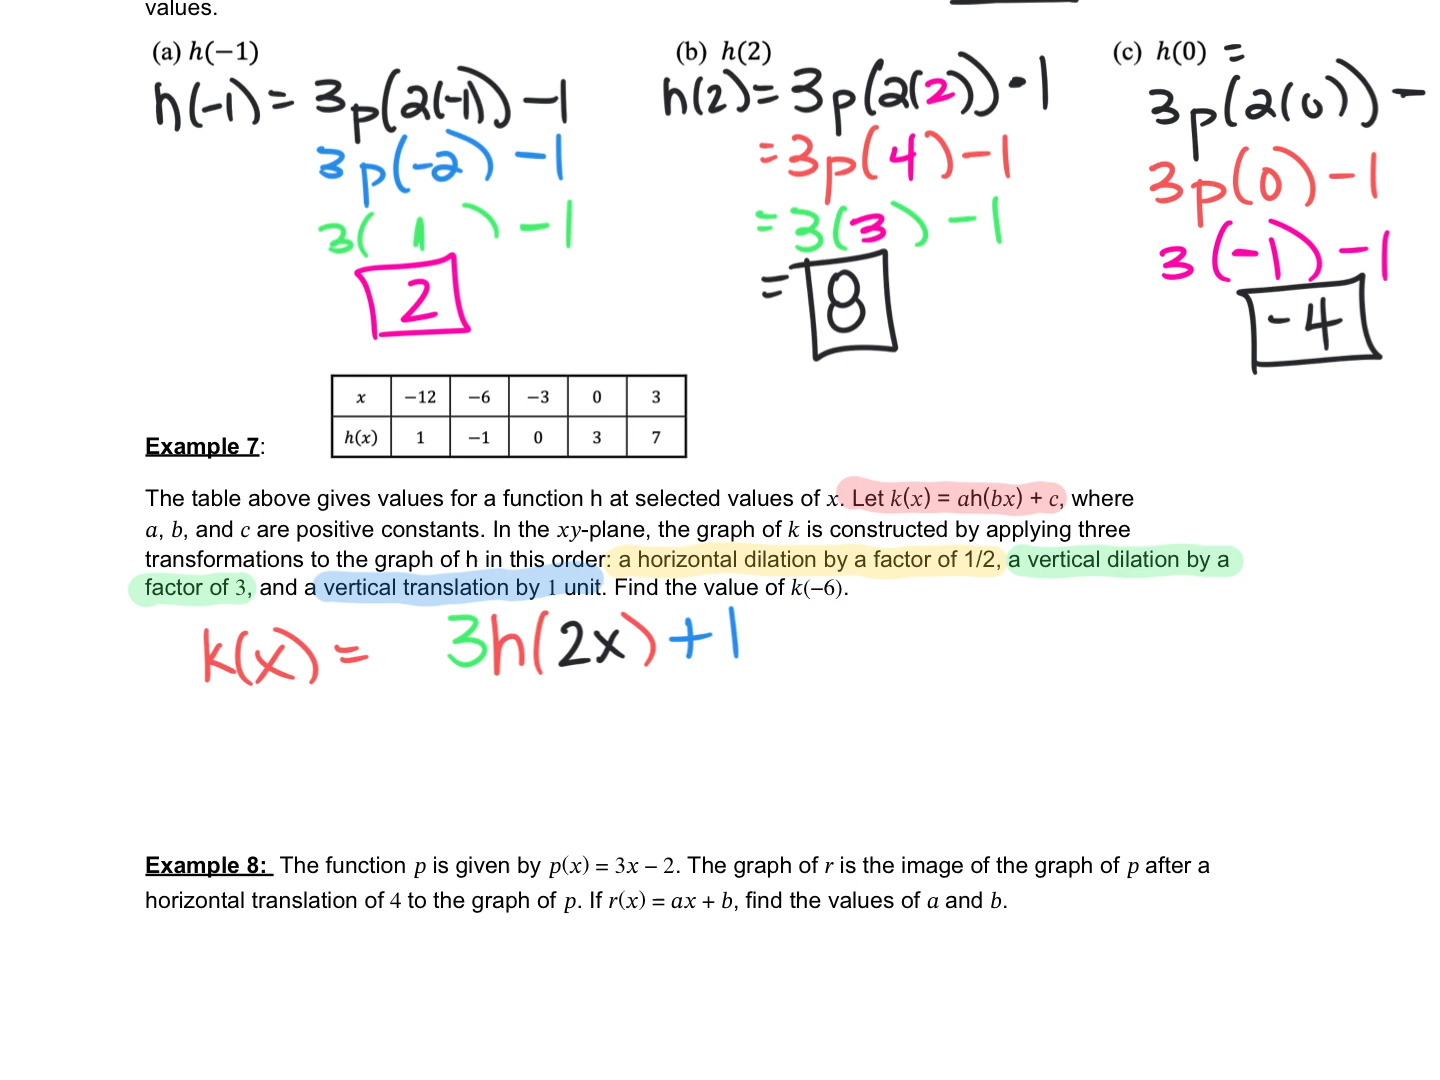 values.
(a) h(−1) (b) h(2) (c) h(0) =
h(-1) = 3p(2(-1)) -1 h(2) = 3p(2(2)) - 1 3p(2(0)) -
3p(-2) -1 =3p(4)-1 3p(0)-1
3( 1 ) -1 =3(3) -1 3(-1)-1
2 = 8 -4
x −12 −6 −3 0 3
h(x) 1 −1 0 3 7
Example 7:
The table above gives values for a function h at selected values of x. Let k(x) = ah(bx) + c, where
a, b, and c are positive constants. In the xy-plane, the graph of k is constructed by applying three
transformations to the graph of h in this order: a horizontal dilation by a factor of 1/2, a vertical dilation by a
factor of 3, and a vertical translation by 1 unit. Find the value of k(−6).
k(x) = 3h(2x)+1
Example 8: The function p is given by p(x) = 3x − 2. The graph of r is the image of the graph of p after a
horizontal translation of 4 to the graph of p. If r(x) = ax + b, find the values of a and b.